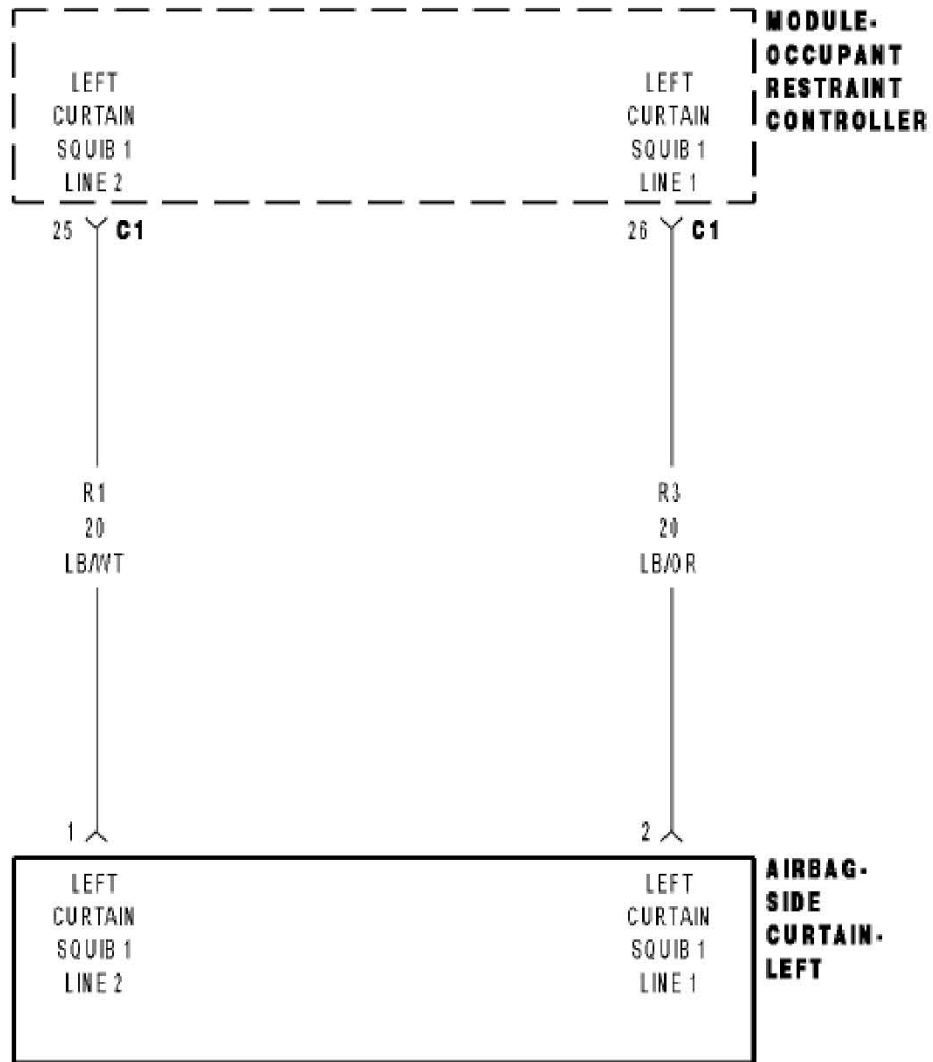 MODULE-
OCCUPANT
RESTRAINT
CONTROLLER
LEFT
CURTAIN
SQUIB 1
LINE 2
LEFT
CURTAIN
SQUIB 1
LINE 1
25 C1
26 C1
R1
20
LB/WT
R3
20
LB/OR
1
2
LEFT
CURTAIN
SQUIB 1
LINE 2
LEFT
CURTAIN
SQUIB 1
LINE 1
AIRBAG-
SIDE
CURTAIN-
LEFT